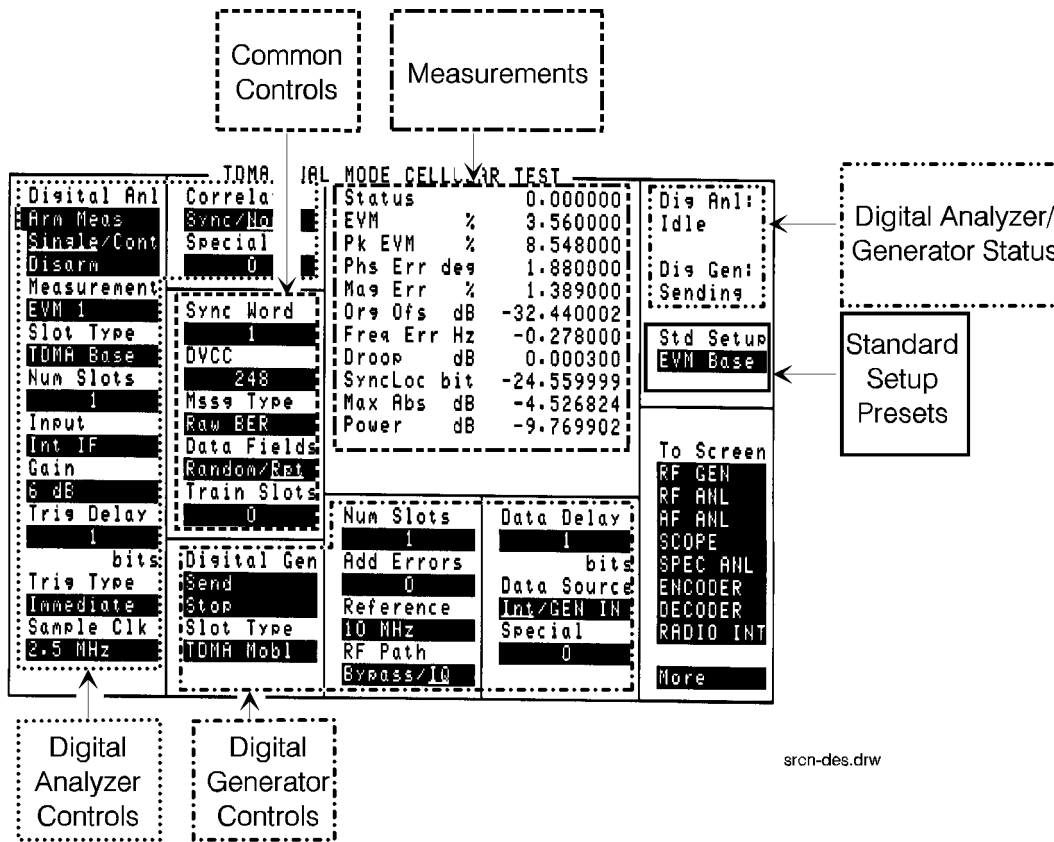 Common
Controls
Measurements
Digital Analyzer/
Generator Status
Standard
Setup
Presets
TDMA MODE CELLULAR TEST
Digital Anl
Arm Meas
Single/Cont
Disarm
Measurement
EVM 1
Slot Type
TDMA Base
Num Slots
1
Input
Int IF
Gain
6 dB
Trig Delay
1
bits
Trig Type
Immediate
Sample Clk
2.5 MHz
Correla
Sync/No
Special
0
Sync Word
1
DVCC
248
Mssg Type
Raw BER
Data Fields
Random/Rpt
Train Slots
0
Digital Gen
Send
Stop
Slot Type
TDMA Mobl
Status 0.000000
EVM % 3.560000
Pk EVM % 8.548000
Phs Err deg 1.880000
Mag Err % 1.389000
Org Ofs dB -32.440002
Freq Err Hz -0.278000
Droop dB 0.000300
SyncLoc bit -24.559999
Max Abs dB -4.526824
Power dB -9.769902
Num Slots
1
Add Errors
0
Reference
10 MHz
RF Path
Bypass/IQ
Data Delay
1
bits
Data Source
Int/GEN IN
Special
0
Dig Anl:
Idle
Dig Gen:
Sending
Std Setup
EVM Base
To Screen
RF GEN
RF ANL
AF ANL
SCOPE
SPEC ANL
ENCODER
DECODER
RADIO INT
More
Digital
Analyzer
Controls
Digital
Generator
Controls
srcn-des.drw